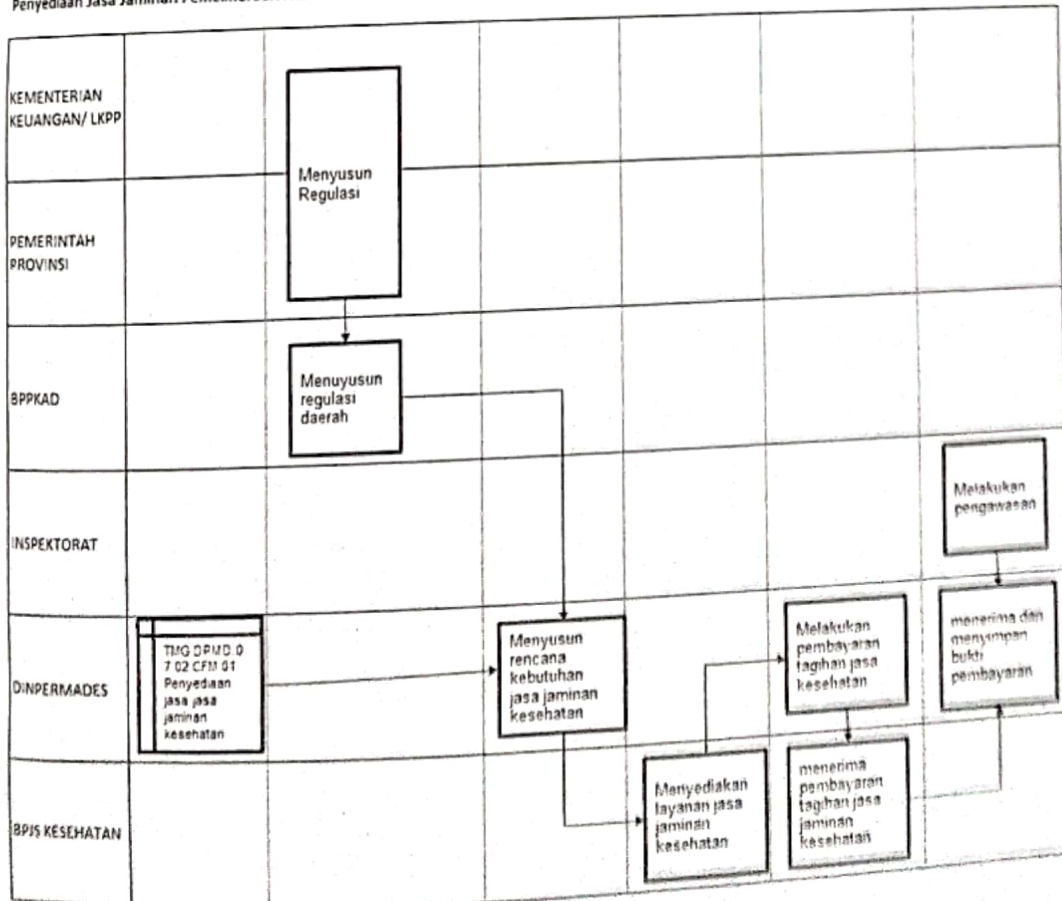 Penyediaan Jasa Jaminan
KEMENTERIAN
KEUANGAN/ LKPP
Menyusun
Regulasi
PEMERINTAH
PROVINSI
BPPKAD
Menuyusun
regulasi
daerah
INSPEKTORAT
Melakukan
pengawasan
DINPERMADES
TMG DPMD.0
7.02.CFM.01
Penyediaan
jasa jasa
jaminan
kesehatan
Menyusun
rencana
kebutuhan
jasa jaminan
kesehatan
Melakukan
pembayaran
tagihan jasa
kesehatan
menerima dan
menyimpan
bukti
pembayaran
BPJS KESEHATAN
Menyediakan
layanan jasa
jaminan
kesehatan
menerima
pembayaran
tagihan jasa
jaminan
kesehatan